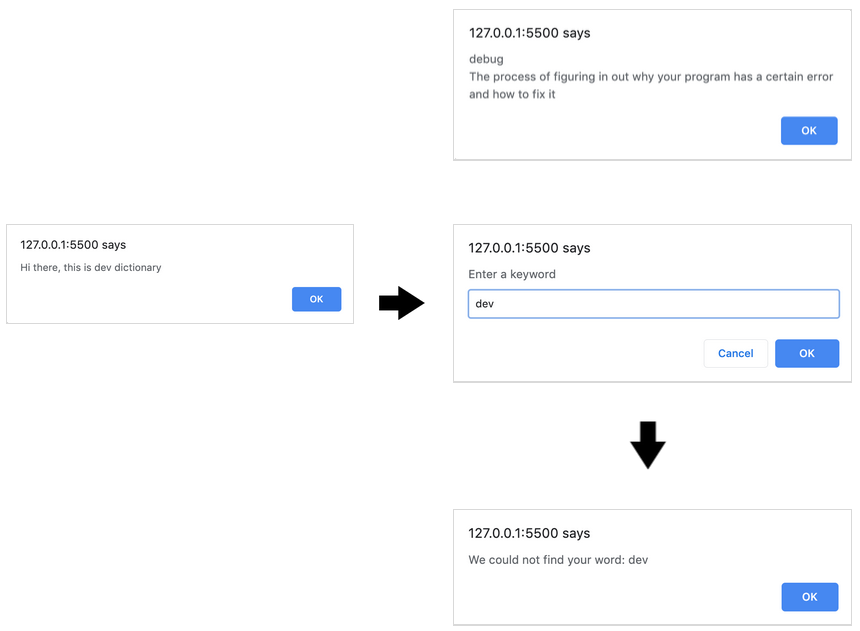 127.0.0.1:5500 says
debug
The process of figuring in out why your program has a certain error
and how to fix it
OK
127.0.0.1:5500 says
Hi there, this is dev dictionary
OK
127.0.0.1:5500 says
Enter a keyword
dev
Cancel OK
127.0.0.1:5500 says
We could not find your word: dev
OK